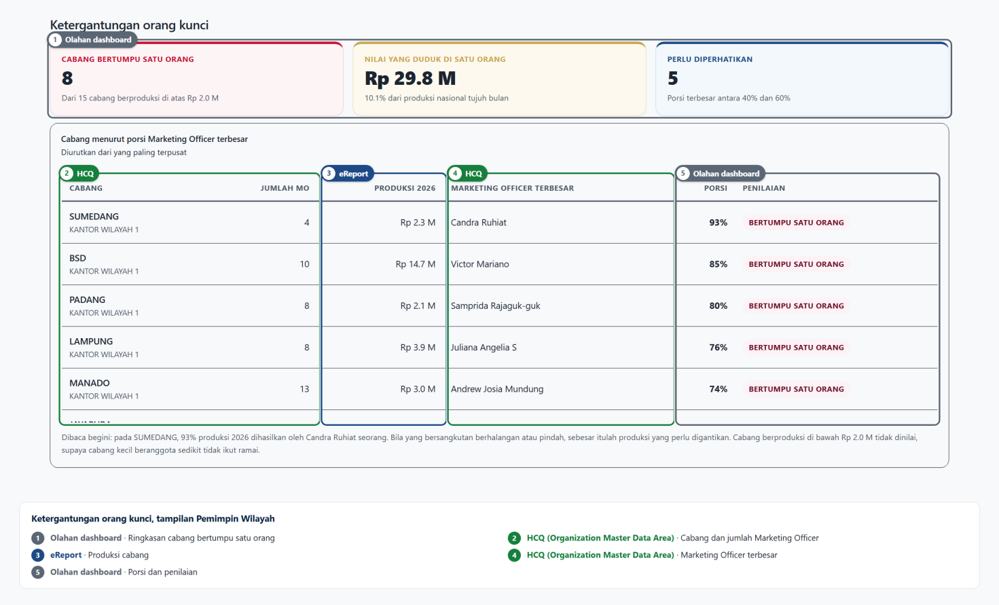 Ketergantungan orang kunci
1 Olahan dashboard
CABANG BERTUMPU SATU ORANG
8
Dari 15 cabang berproduksi di atas Rp 2.0 M
NILAI YANG DUDUK DI SATU ORANG
Rp 29.8 M
10.1% dari produksi nasional tujuh bulan
PERLU DIPERHATIKAN
5
Porsi terbesar antara 40% dan 60%
Cabang menurut porsi Marketing Officer terbesar
Diurutkan dari yang paling terpusat
2 HCQ 3 eReport 4 HCQ 5 Olahan dashboard
CABANG JUMLAH MO PRODUKSI 2026 MARKETING OFFICER TERBESAR PORSI PENILAIAN
SUMEDANG
KANTOR WILAYAH 1
4 Rp 2.3 M Candra Ruhiat 93% BERTUMPU SATU ORANG
BSD
KANTOR WILAYAH 1
10 Rp 14.7 M Victor Mariano 85% BERTUMPU SATU ORANG
PADANG
KANTOR WILAYAH 1
8 Rp 2.1 M Samprida Rajaguk-guk 80% BERTUMPU SATU ORANG
LAMPUNG
KANTOR WILAYAH 1
8 Rp 3.9 M Juliana Angelia S 76% BERTUMPU SATU ORANG
MANADO
KANTOR WILAYAH 1
13 Rp 3.0 M Andrew Josia Mundung 74% BERTUMPU SATU ORANG
Dibaca begini: pada SUMEDANG, 93% produksi 2026 dihasilkan oleh Candra Ruhiat seorang. Bila yang bersangkutan berhalangan atau pindah, sebesar itulah produksi yang perlu digantikan. Cabang berproduksi di bawah Rp 2.0 M tidak dinilai,
supaya cabang kecil beranggota sedikit tidak ikut ramai.
Ketergantungan orang kunci, tampilan Pemimpin Wilayah
1 Olahan dashboard · Ringkasan cabang bertumpu satu orang
2 HCQ (Organization Master Data Area) · Cabang dan jumlah Marketing Officer
3 eReport · Produksi cabang
4 HCQ (Organization Master Data Area) · Marketing Officer terbesar
5 Olahan dashboard · Porsi dan penilaian